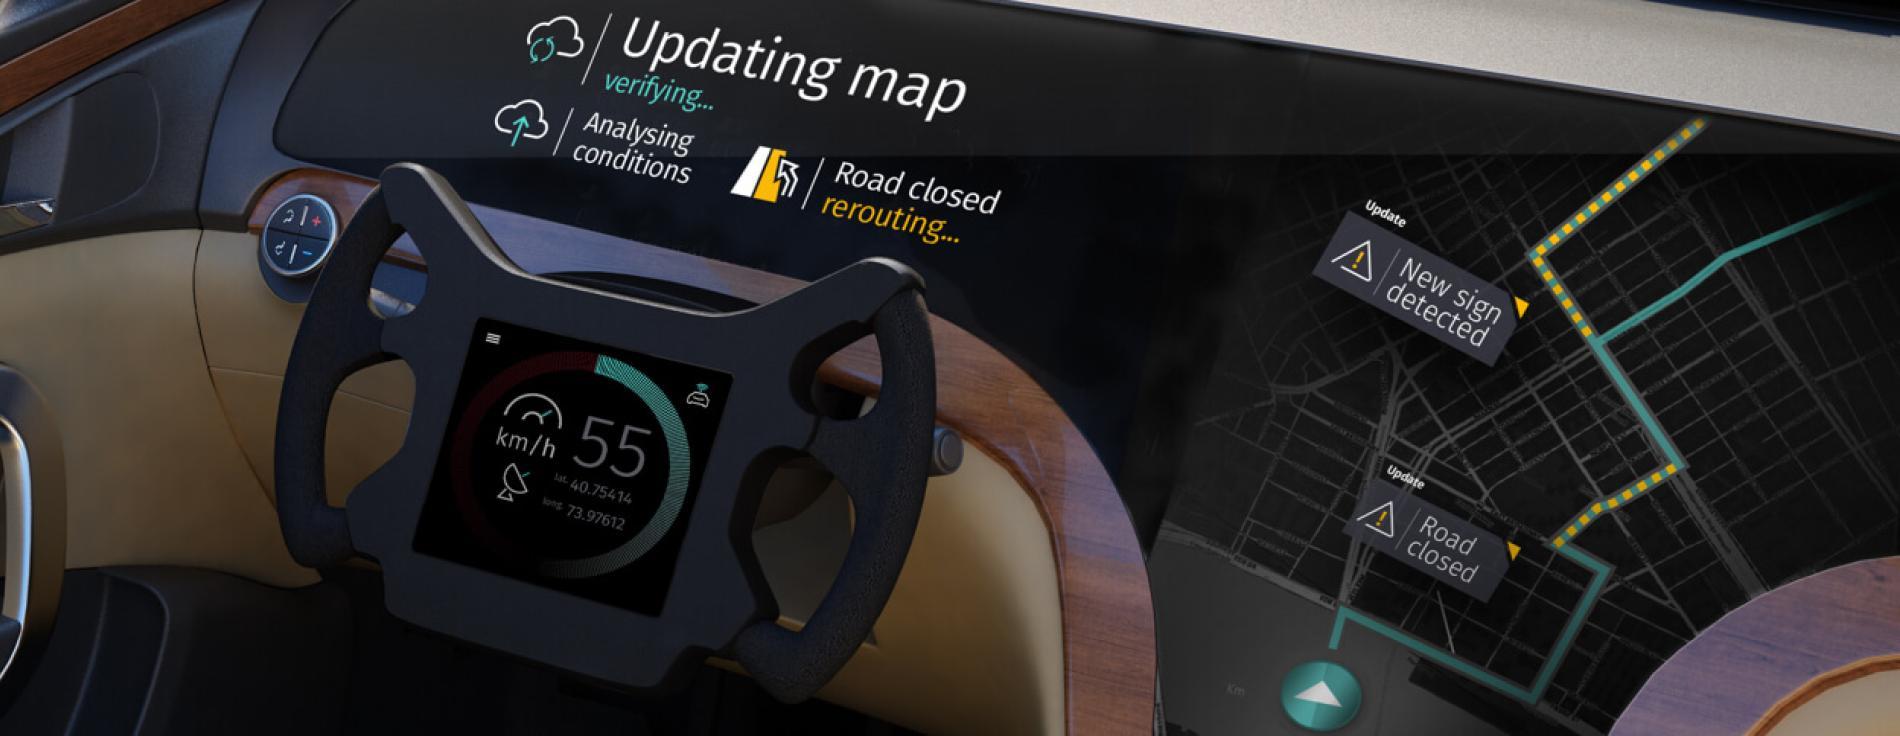 Updating map
verifying...
Analysing
conditions
Road closed
rerouting...
Update
New sign
detected
Update
Road
closed
km/h
55
lat. 40.75414
long. 73.97612
Km